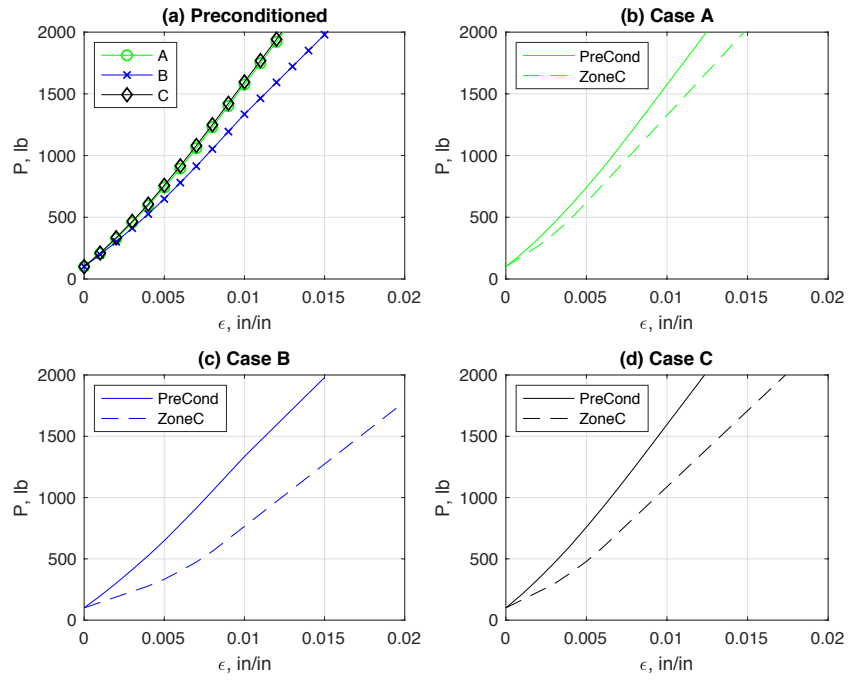 (a) Preconditioned
2000
1500
1000
500
0
P, lb
A
B
C
0 0.005 0.01 0.015 0.02
ϵ, in/in
(b) Case A
2000
1500
1000
500
0
P, lb
PreCond
ZoneC
0 0.005 0.01 0.015 0.02
ϵ, in/in
(c) Case B
2000
1500
1000
500
0
P, lb
PreCond
ZoneC
0 0.005 0.01 0.015 0.02
ϵ, in/in
(d) Case C
2000
1500
1000
500
0
P, lb
PreCond
ZoneC
0 0.005 0.01 0.015 0.02
ϵ, in/in